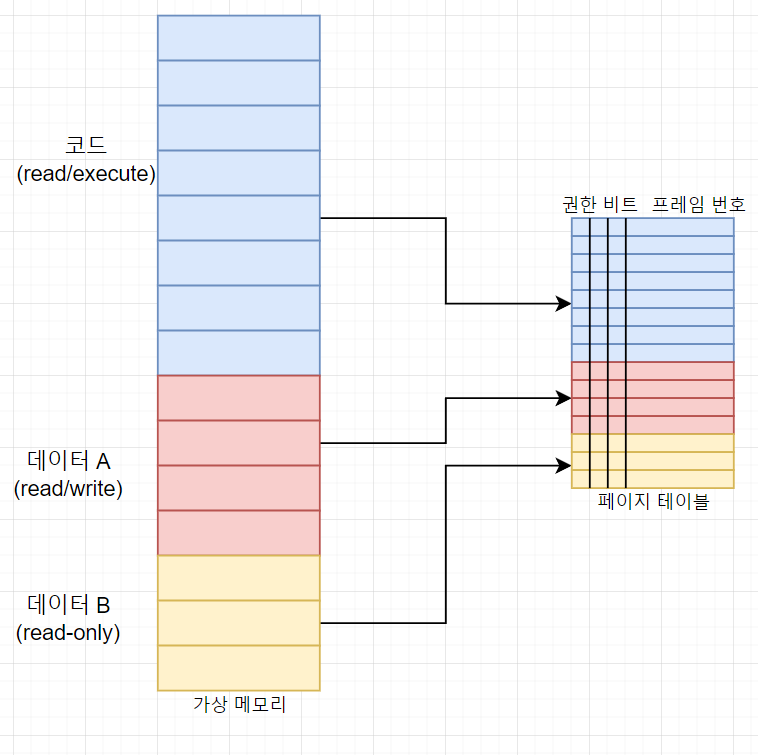 코드
(read/execute)
권한 비트 프레임 번호
데이터 A
(read/write)
페이지 테이블
데이터 B
(read-only)
가상 메모리